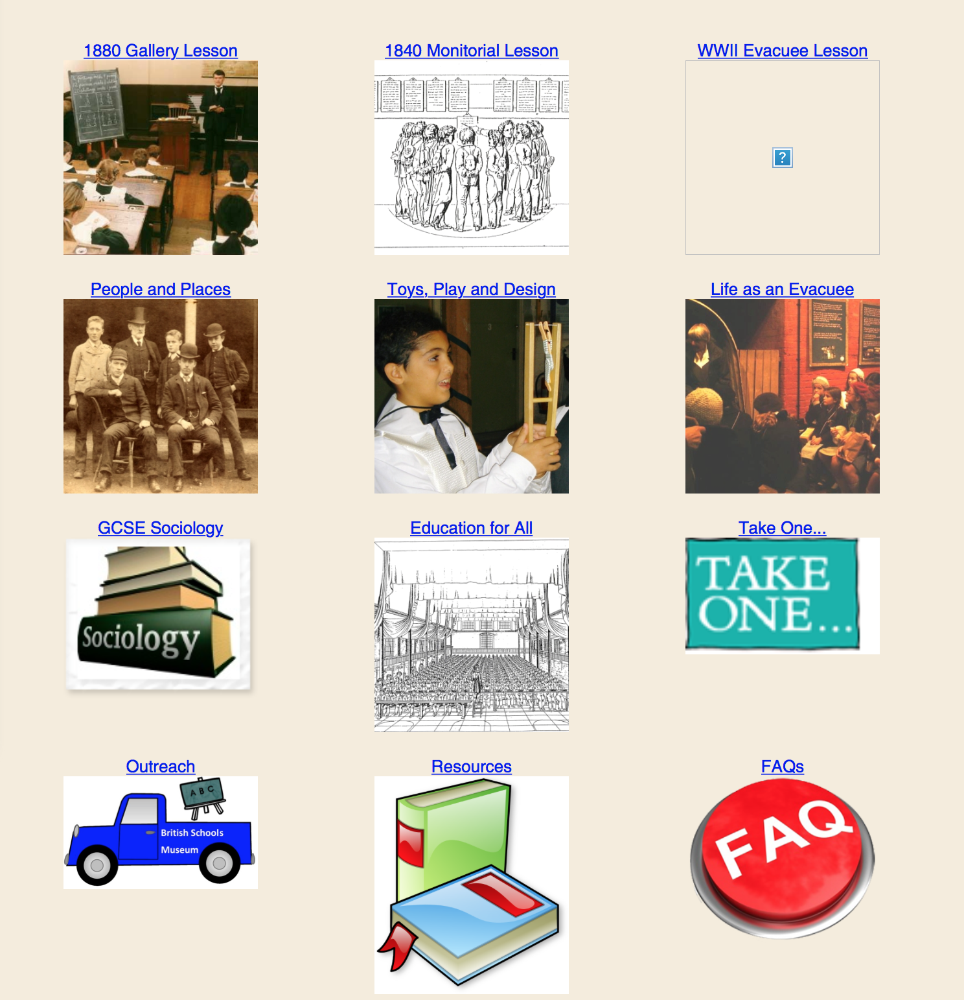 1880 Gallery Lesson
1840 Monitorial Lesson
WWII Evacuee Lesson
?
People and Places
Toys, Play and Design
Life as an Evacuee
GCSE Sociology
Education for All
Take One...
Sociology
TAKE
ONE...
Outreach
Resources
FAQs
A B C
British Schools
Museum
FAQ